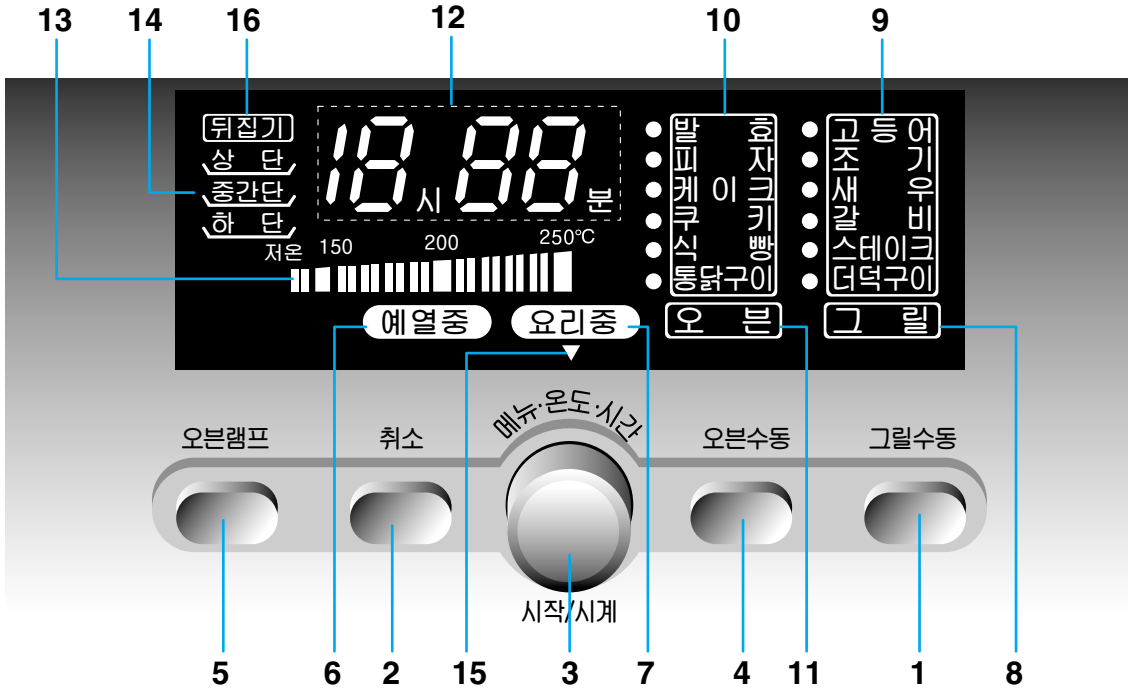 13 14 16 12 10 9
뒤집기
상 단
중간단
하 단
18 시 88 분
저온 150 200 250℃
예열중 요리중
발 효
피 자
케 이 크
쿠 키
식 빵
통닭구이
오 븐
고 등 어
조 기
새 우
갈 비
스테이크
더덕구이
그 릴
메뉴·온도·시간
오븐램프 취소 오븐수동 그릴수동
시작/시계
5 6 2 15 3 7 4 11 1 8